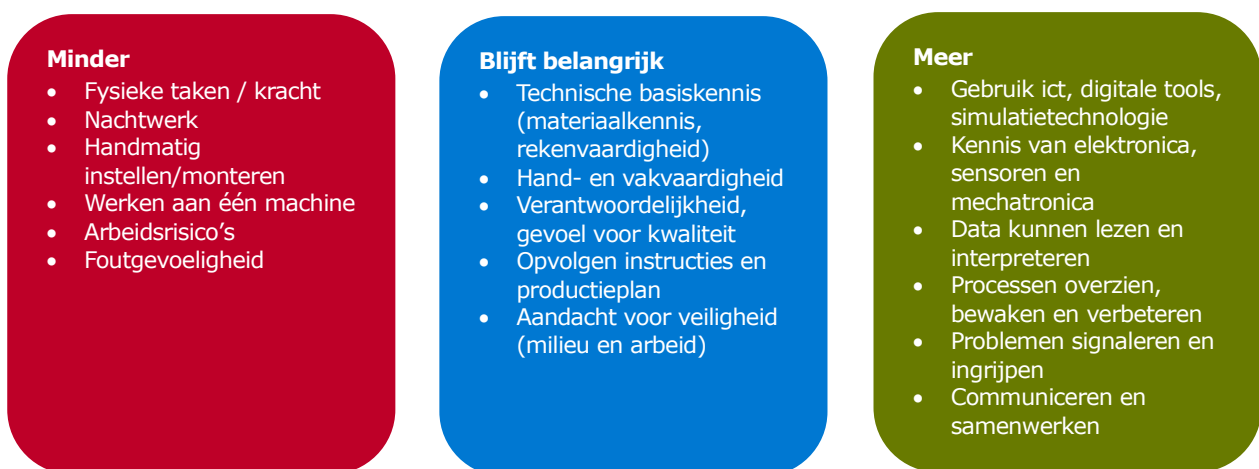 Minder
• Fysieke taken / kracht
• Nachtwerk
• Handmatig
instellen/monteren
• Werken aan één machine
• Arbeidsrisico’s
• Foutgevoeligheid
Blijft belangrijk
• Technische basiskennis
(materiaalkennis,
rekenvaardigheid)
• Hand- en vakvaardigheid
• Verantwoordelijkheid,
gevoel voor kwaliteit
• Opvolgen instructies en
productieplan
• Aandacht voor veiligheid
(milieu en arbeid)
Meer
• Gebruik ict, digitale tools,
simulatietechnologie
• Kennis van elektronica,
sensoren en
mechatronica
• Data kunnen lezen en
interpreteren
• Processen overzien,
bewaken en verbeteren
• Problemen signaleren en
ingrijpen
• Communiceren en
samenwerken